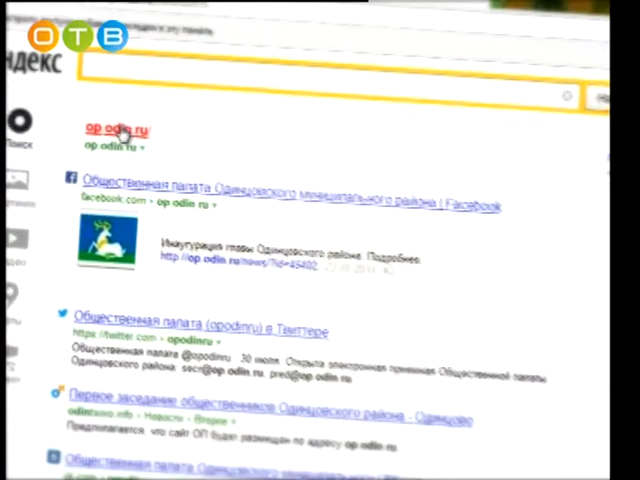 ОТВ
ндекс
Поиск
op odin ru
op odin ru
Общественная палата Одинцовского муниципального района | Facebook
facebook.com › op odin ru
Инаугурация главы Одинцовского района. Подробнее.
http://op.odin.ru/news/?id=45402
Общественная палата (opodinru) в Твиттере
https://twitter.com › opodinru
Общественная палата @opodinru 30 июля Открыта электронная приемная Общественной палаты
Одинцовского района: secr@op.odin.ru, pred@op.odin.ru.
Первое заседание общественников Одинцовского района - Одинцово
Новости
Предполагается, что сайт ОП будет размещен по адресу op.odin.ru
Общественная палата Одинцовского